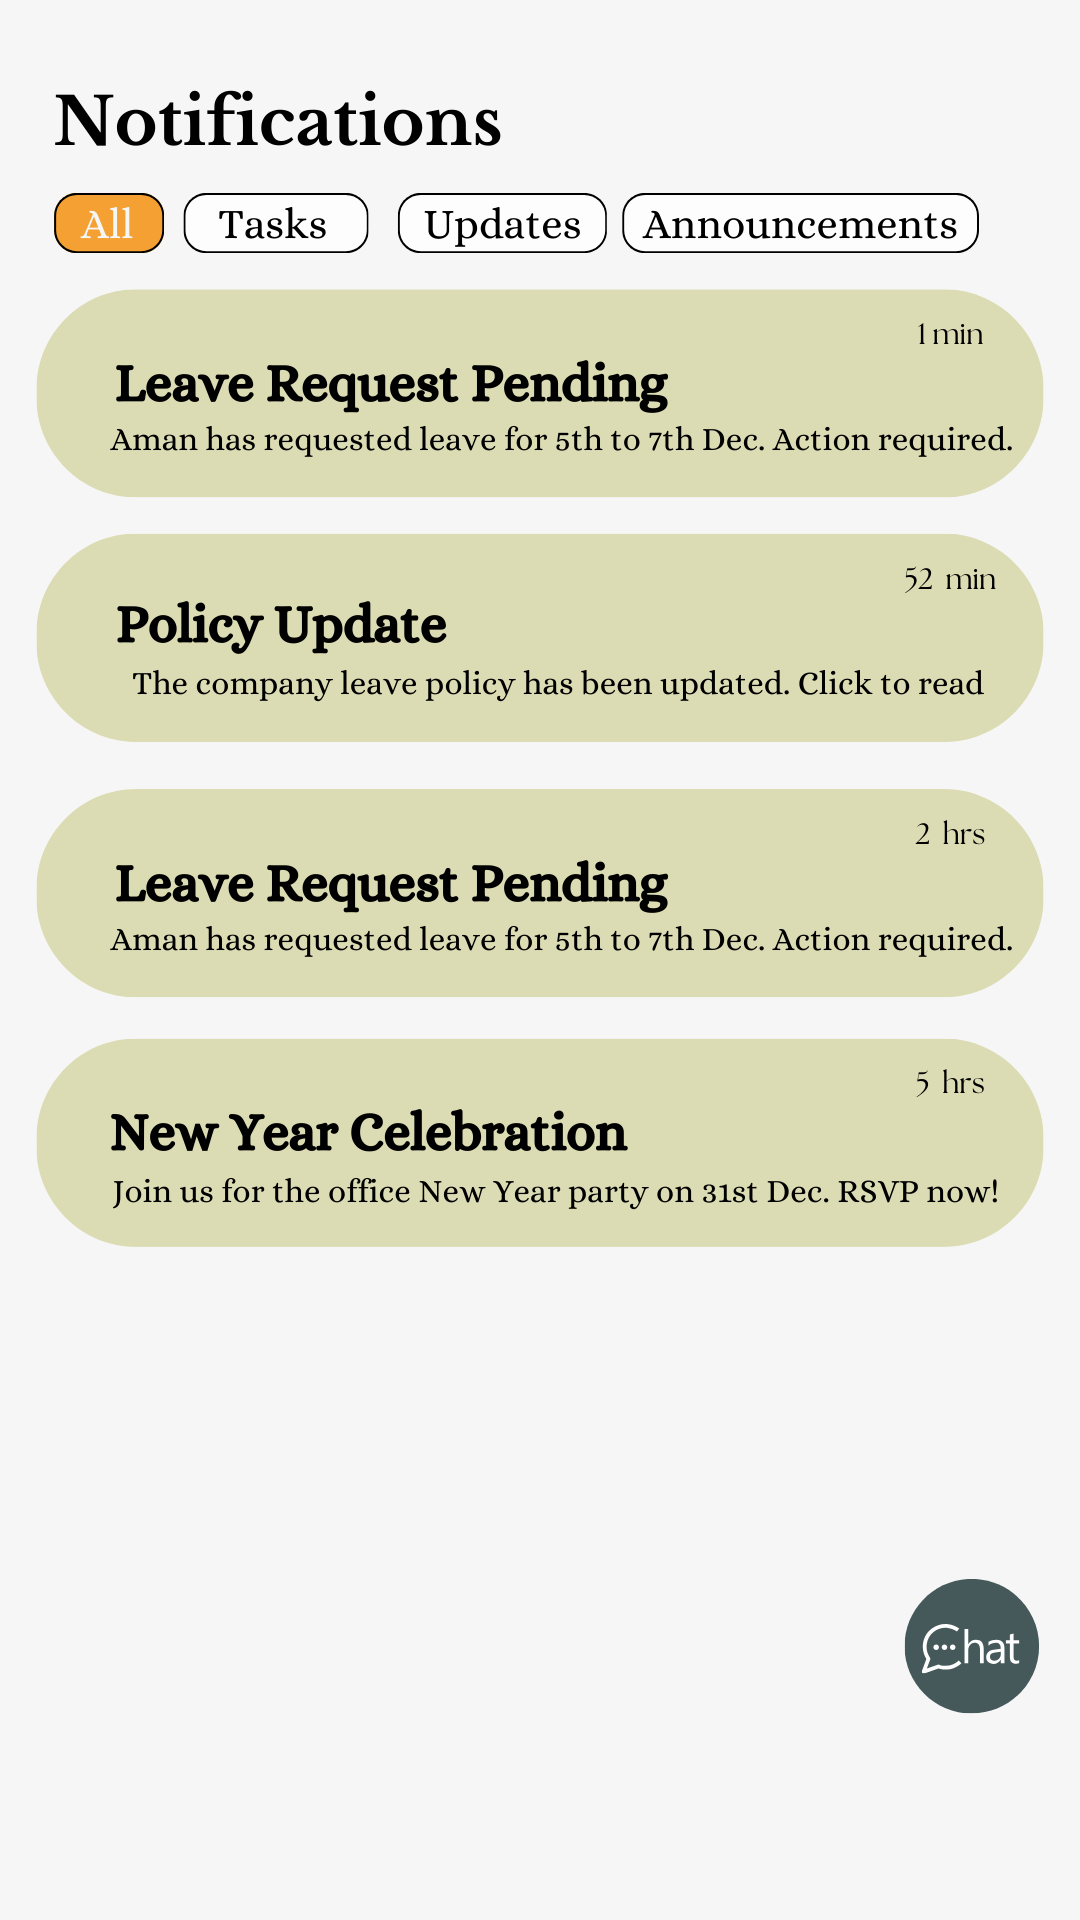 Notifications
All Tasks Updates Announcements
1 min
Leave Request Pending
Aman has requested leave for 5th to 7th Dec. Action required.
52 min
Policy Update
The company leave policy has been updated. Click to read
2 hrs
Leave Request Pending
Aman has requested leave for 5th to 7th Dec. Action required.
5 hrs
New Year Celebration
Join us for the office New Year party on 31st Dec. RSVP now!
Chat